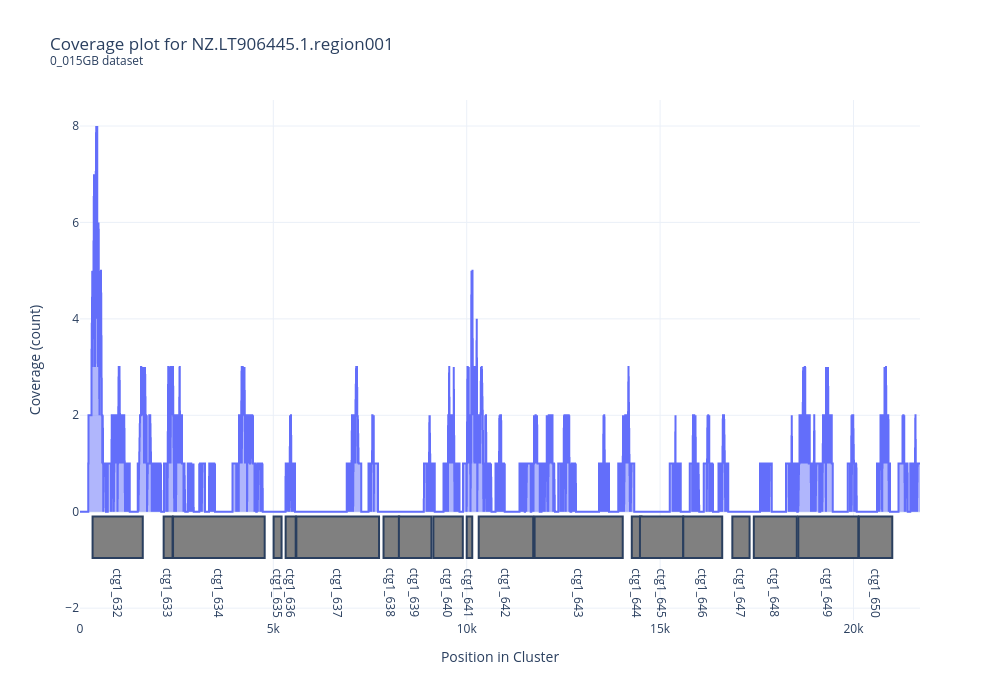 Coverage plot for NZ.LT906445.1.region001
0_015GB dataset
Coverage (count)
8
6
4
2
0
−2
ctg1_632
ctg1_633
ctg1_634
ctg1_635
ctg1_636
ctg1_637
ctg1_638
ctg1_639
ctg1_640
ctg1_641
ctg1_642
ctg1_643
ctg1_644
ctg1_645
ctg1_646
ctg1_647
ctg1_648
ctg1_649
ctg1_650
0 5k 10k 15k 20k
Position in Cluster